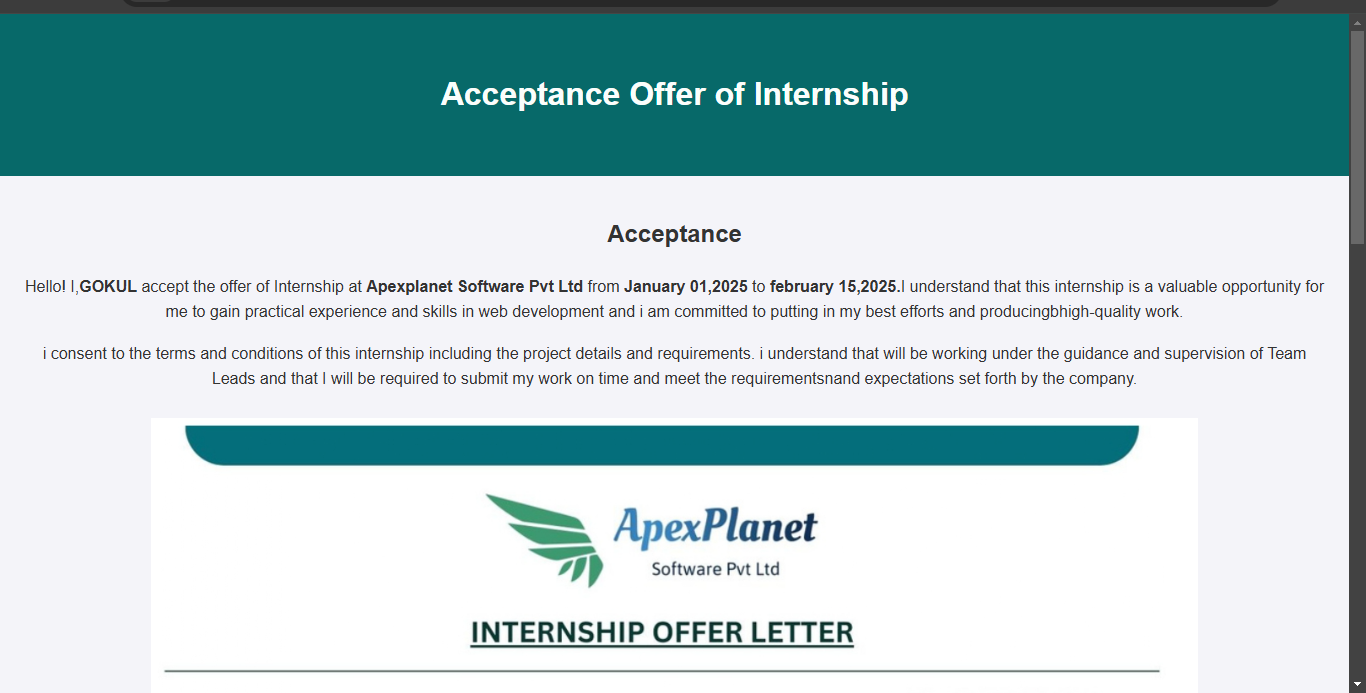 Acceptance Offer of Internship
Acceptance
Hello! I,GOKUL accept the offer of Internship at Apexplanet Software Pvt Ltd from January 01,2025 to february 15,2025.I understand that this internship is a valuable opportunity for
me to gain practical experience and skills in web development and i am committed to putting in my best efforts and producingbhigh-quality work.
i consent to the terms and conditions of this internship including the project details and requirements. i understand that will be working under the guidance and supervision of Team
Leads and that I will be required to submit my work on time and meet the requirementsnand expectations set forth by the company.
ApexPlanet
Software Pvt Ltd
INTERNSHIP OFFER LETTER